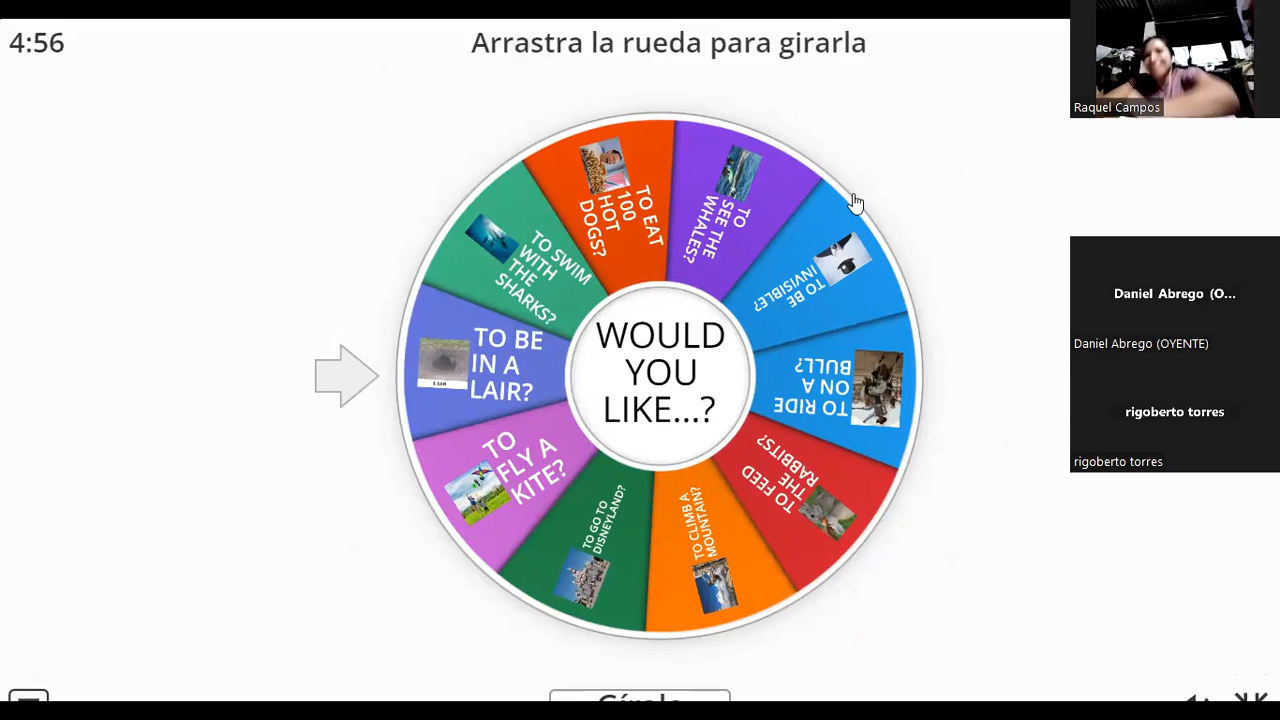 4:56
Arrastra la rueda para girarla
Raquel Campos
TO EAT
100
HOT
DOGS?
TO
SEE THE
WHALES?
TO BE
INVISIBLE?
TO RIDE
ON A
BULL?
TO FEED
THE
RABBITS?
TO CLIMB A
MOUNTAIN?
TO GO TO
DISNEYLAND?
TO
FLY A
KITE?
TO BE
IN A
LAIR?
TO SWIM
WITH
THE
SHARKS?
WOULD
YOU
LIKE...?
Daniel Abrego (O...
Daniel Abrego (OYENTE)
rigoberto torres
rigoberto torres